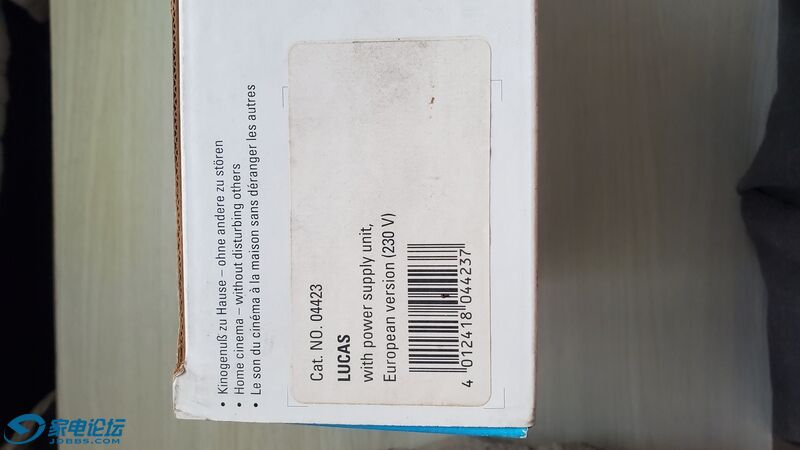 • Kinogenuß zu Hause – ohne andere zu stören
• Home cinema – without disturbing others
• Le son du cinéma à la maison sans déranger les autres
Cat. NO. 04423
LUCAS
with power supply unit,
European version (230 V)
4 012418 044237
家电论坛
JDBBS.COM